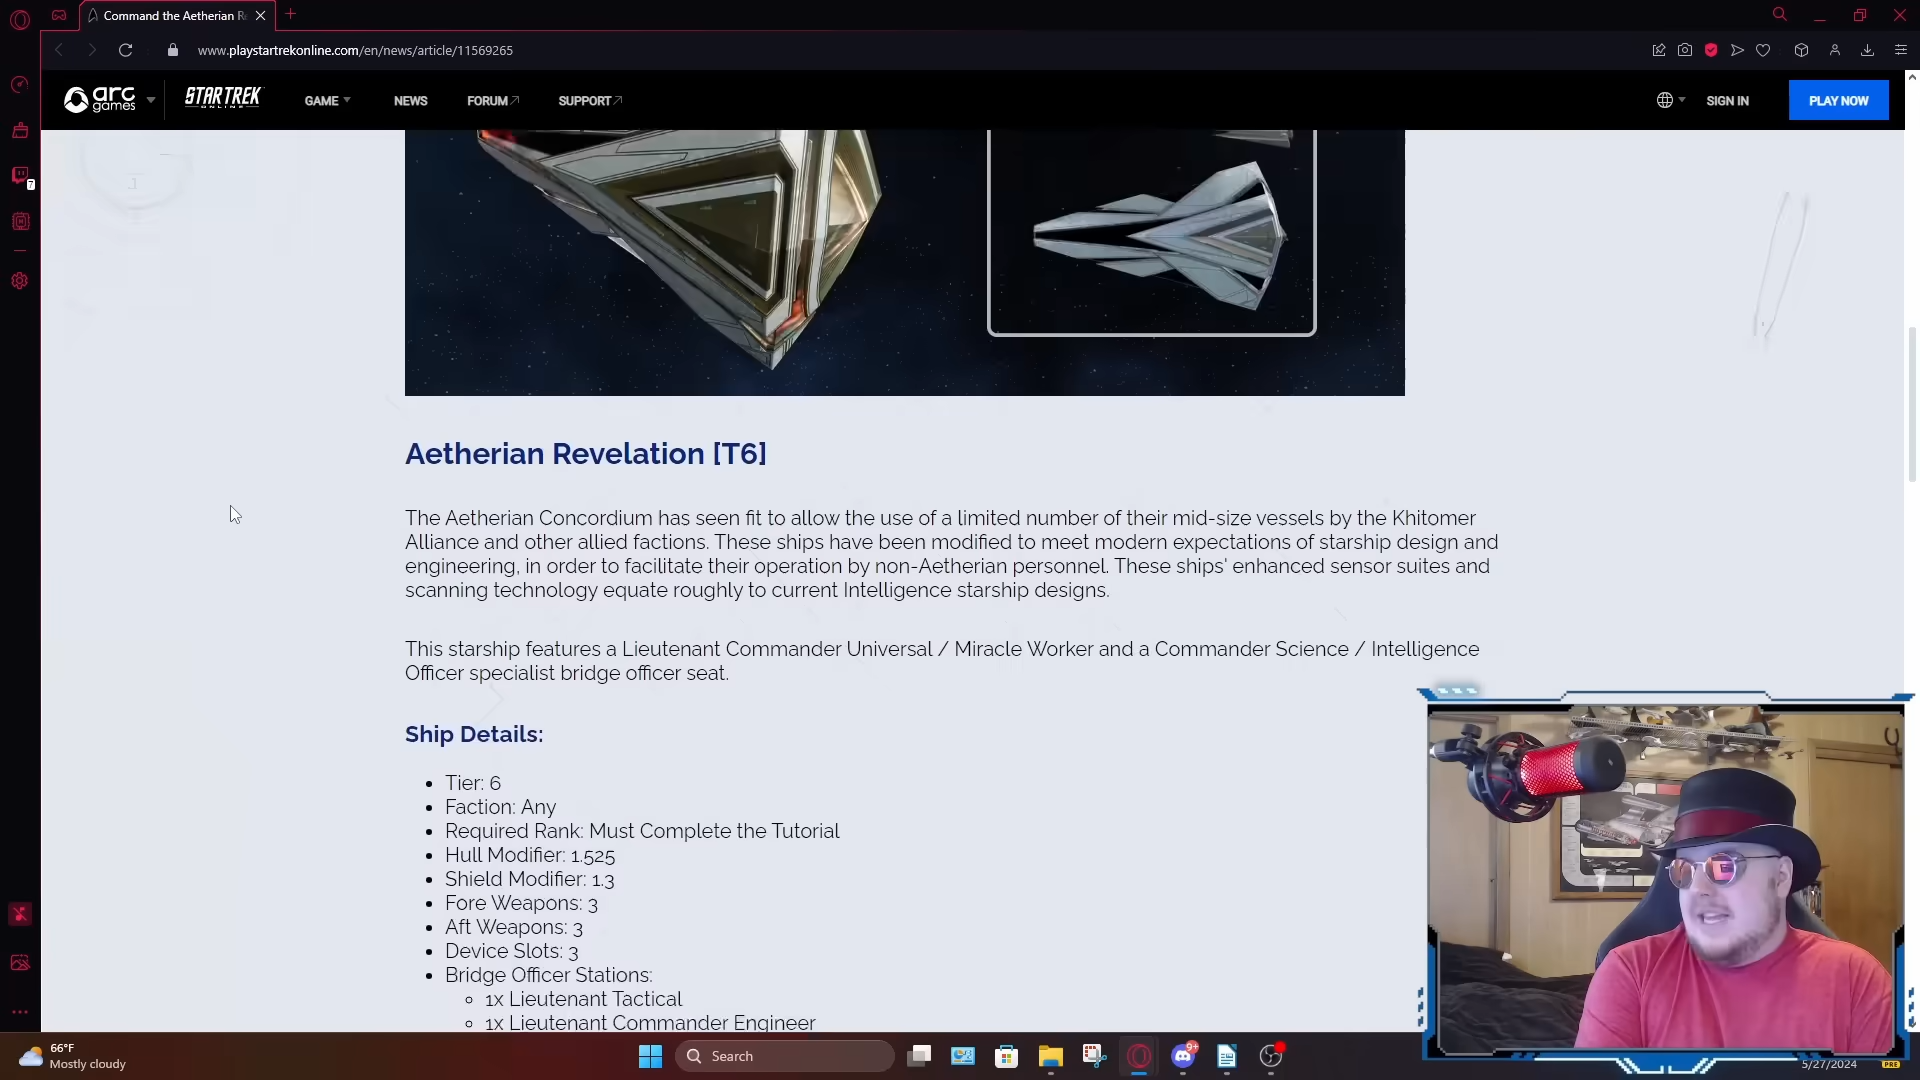 Command the Aetherian Re
www.playstartrekonline.com/en/news/article/11569265
arc games
STAR TREK ONLINE
GAME
NEWS
FORUM
SUPPORT
SIGN IN
PLAY NOW
7
Aetherian Revelation [T6]
The Aetherian Concordium has seen fit to allow the use of a limited number of their mid-size vessels by the Khitomer
Alliance and other allied factions. These ships have been modified to meet modern expectations of starship design and
engineering, in order to facilitate their operation by non-Aetherian personnel. These ships' enhanced sensor suites and
scanning technology equate roughly to current Intelligence starship designs.
This starship features a Lieutenant Commander Universal / Miracle Worker and a Commander Science / Intelligence
Officer specialist bridge officer seat.
Ship Details:
Tier: 6
Faction: Any
Required Rank: Must Complete the Tutorial
Hull Modifier: 1.525
Shield Modifier: 1.3
Fore Weapons: 3
Aft Weapons: 3
Device Slots: 3
Bridge Officer Stations:
1x Lieutenant Tactical
1x Lieutenant Commander Engineer
66°F
Mostly cloudy
Search
9+
5/27/2024
PRE